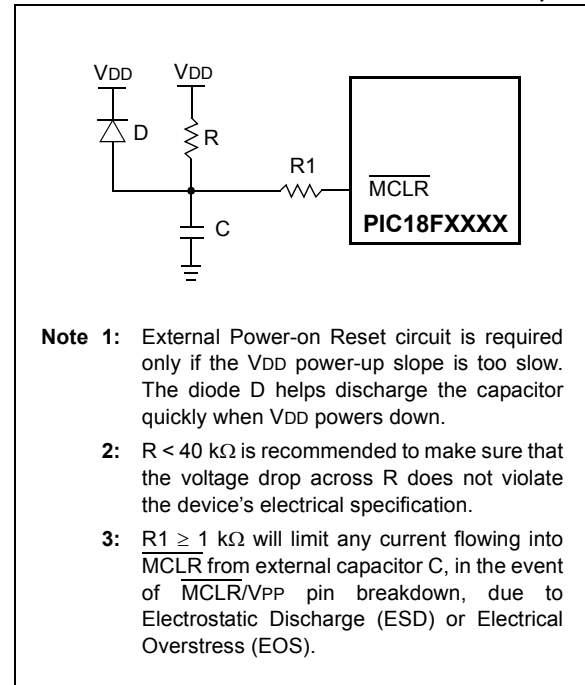 VDD VDD
D
R
R1
C
MCLR
PIC18FXXXX
Note 1: External Power-on Reset circuit is required
only if the VDD power-up slope is too slow.
The diode D helps discharge the capacitor
quickly when VDD powers down.
2: R < 40 kΩ is recommended to make sure that
the voltage drop across R does not violate
the device's electrical specification.
3: R1 ≥ 1 kΩ will limit any current flowing into
MCLR from external capacitor C, in the event
of MCLR/VPP pin breakdown, due to
Electrostatic Discharge (ESD) or Electrical
Overstress (EOS).